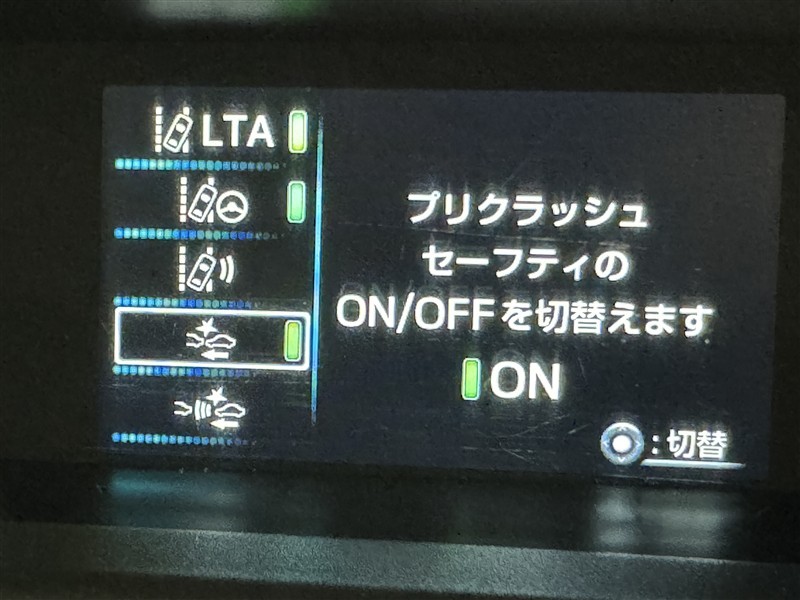 LTA
プリクラッシュ
セーフティの
ON/OFFを切替えます
ON
:切替